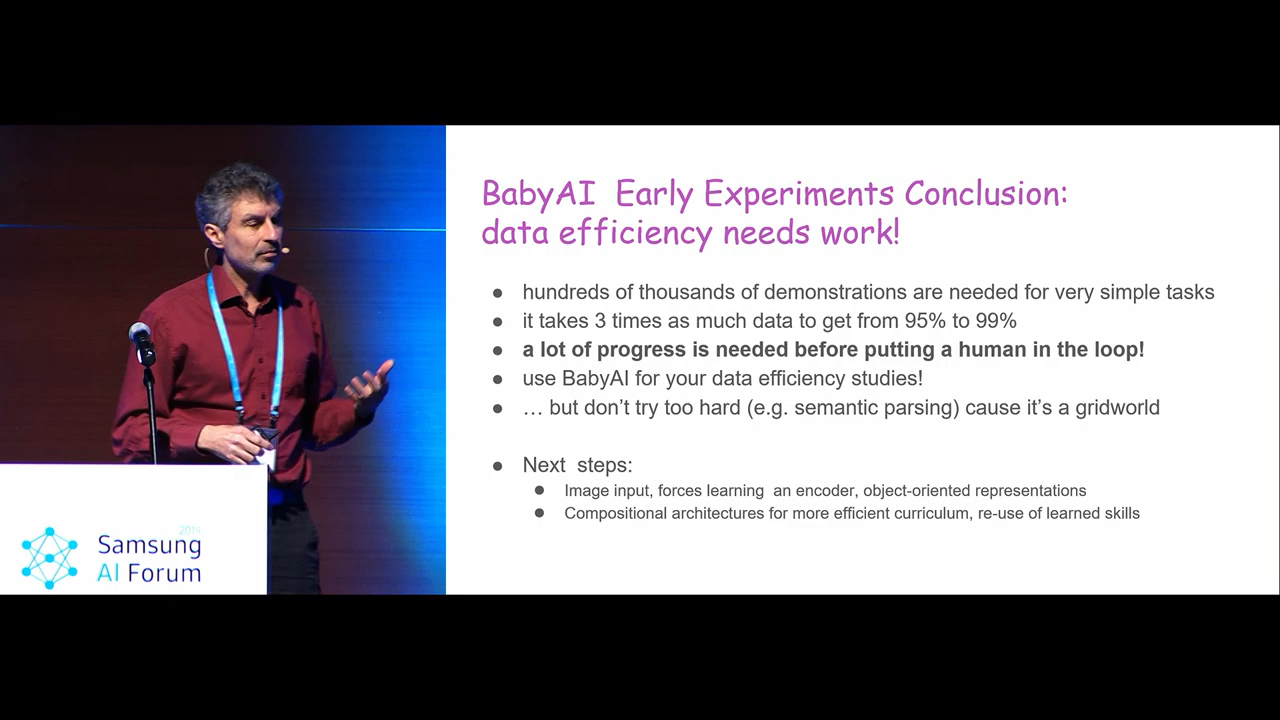 BabyAI Early Experiments Conclusion:
data efficiency needs work!
● hundreds of thousands of demonstrations are needed for very simple tasks
● it takes 3 times as much data to get from 95% to 99%
● a lot of progress is needed before putting a human in the loop!
● use BabyAI for your data efficiency studies!
● … but don’t try too hard (e.g. semantic parsing) cause it’s a gridworld
● Next steps:
● Image input, forces learning an encoder, object-oriented representations
● Compositional architectures for more efficient curriculum, re-use of learned skills
Samsung
AI Forum